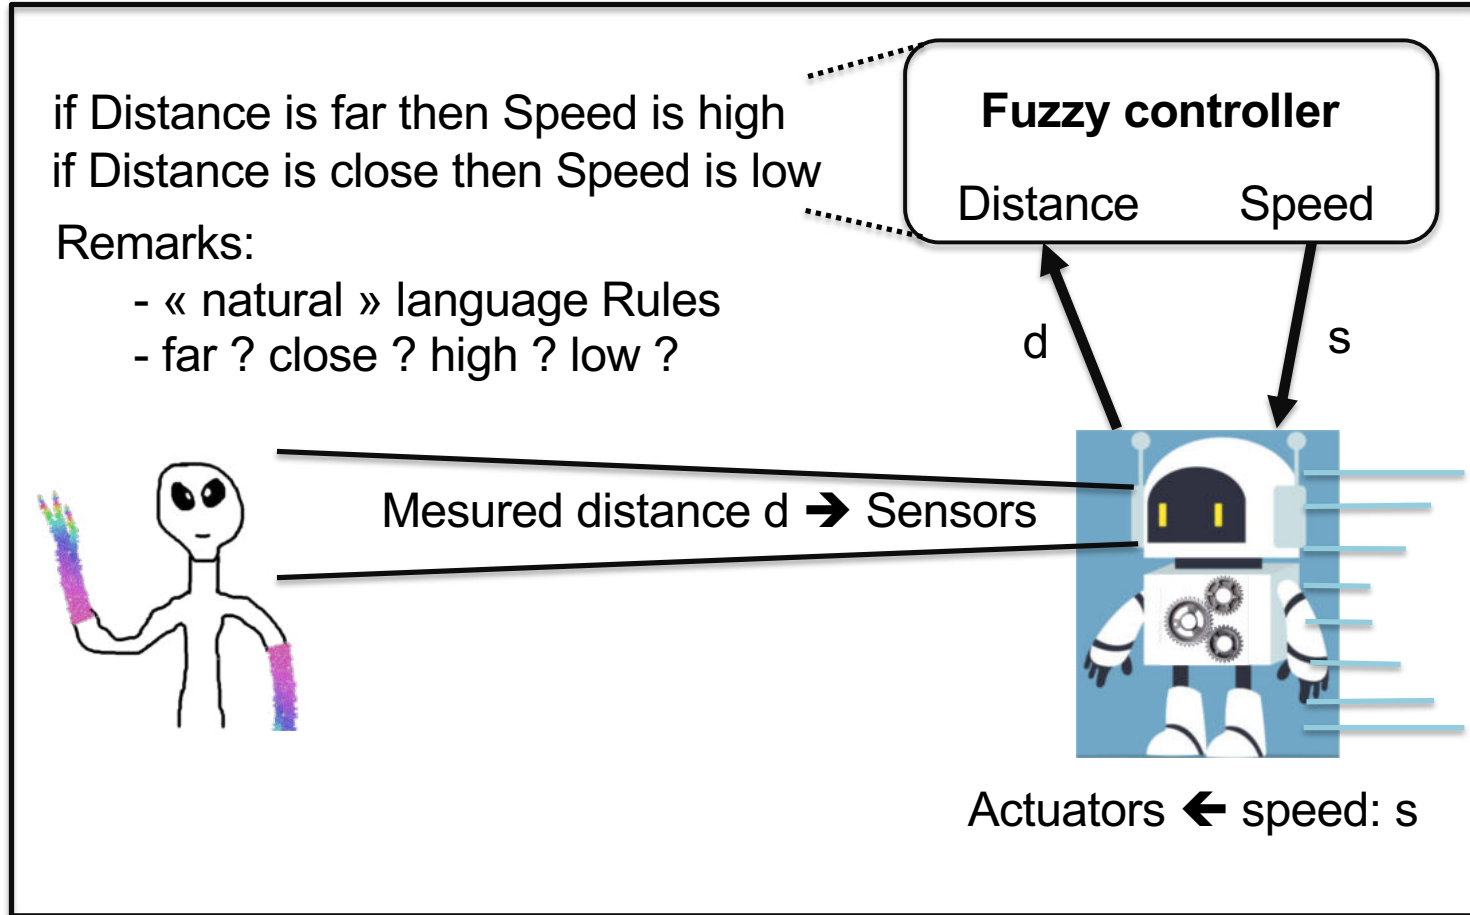 if Distance is far then Speed is high
if Distance is close then Speed is low
Remarks:
- « natural » language Rules
- far ? close ? high ? low ?
Fuzzy controller
Distance Speed
d
s
Mesured distance d ➔ Sensors
Actuators 🡸 speed: s